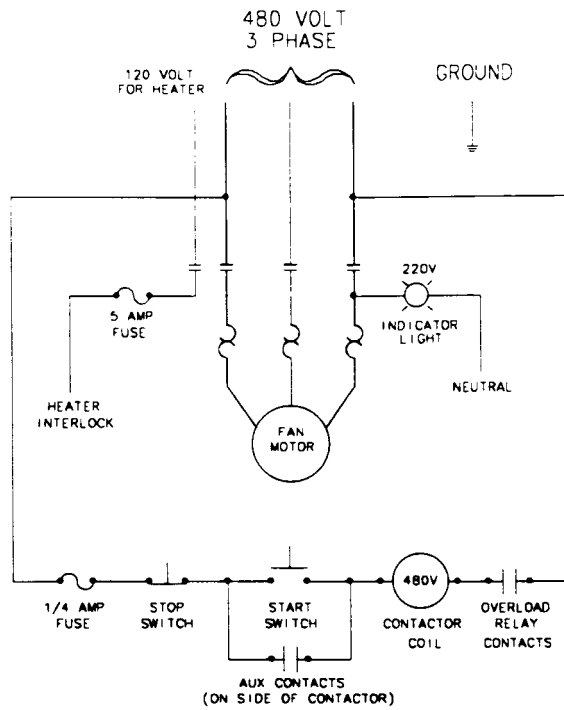 480 VOLT
3 PHASE
120 VOLT
FOR HEATER
GROUND
220V
5 AMP
FUSE
INDICATOR
LIGHT
HEATER
INTERLOCK
NEUTRAL
FAN
MOTOR
480V
1/4 AMP
FUSE
STOP
SWITCH
START
SWITCH
CONTACTOR
COIL
OVERLOAD
RELAY
CONTACTS
AUX CONTACTS
(ON SIDE OF CONTACTOR)